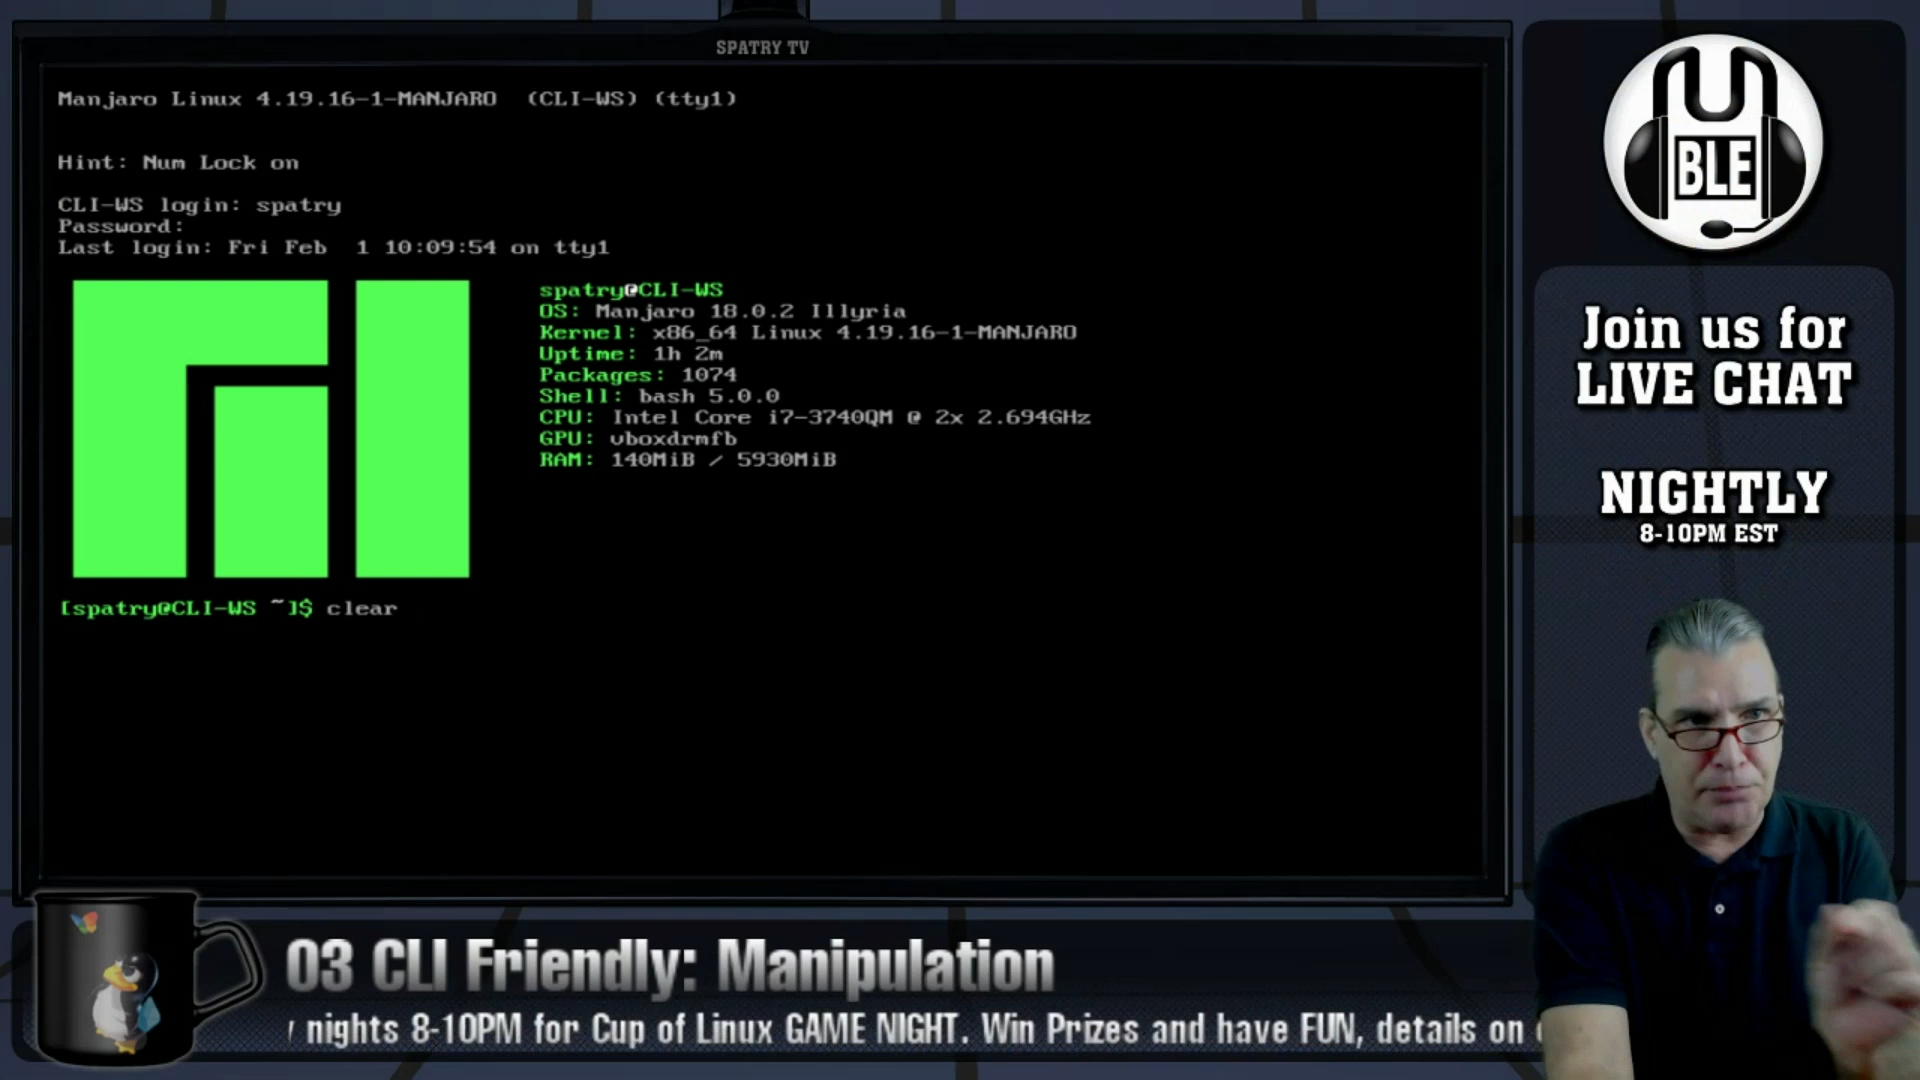 SPATRY TV
Manjaro Linux 4.19.16-1-MANJARO (CLI-WS) (tty1)
Hint: Num Lock on
CLI-WS login: spatry
Password:
Last login: Fri Feb  1 10:09:54 on tty1
spatry@CLI-WS
OS: Manjaro 18.0.2 Illyria
Kernel: x86_64 Linux 4.19.16-1-MANJARO
Uptime: 1h 2m
Packages: 1074
Shell: bash 5.0.0
CPU: Intel Core i7-3740QM @ 2x 2.694GHz
GPU: vboxdrmfb
RAM: 140MiB / 5930MiB
[spatry@CLI-WS ~]$ clear
BLE
Join us for
LIVE CHAT
NIGHTLY
8-10PM EST
03 CLI Friendly: Manipulation
nights 8-10PM for Cup of Linux GAME NIGHT. Win Prizes and have FUN, details on